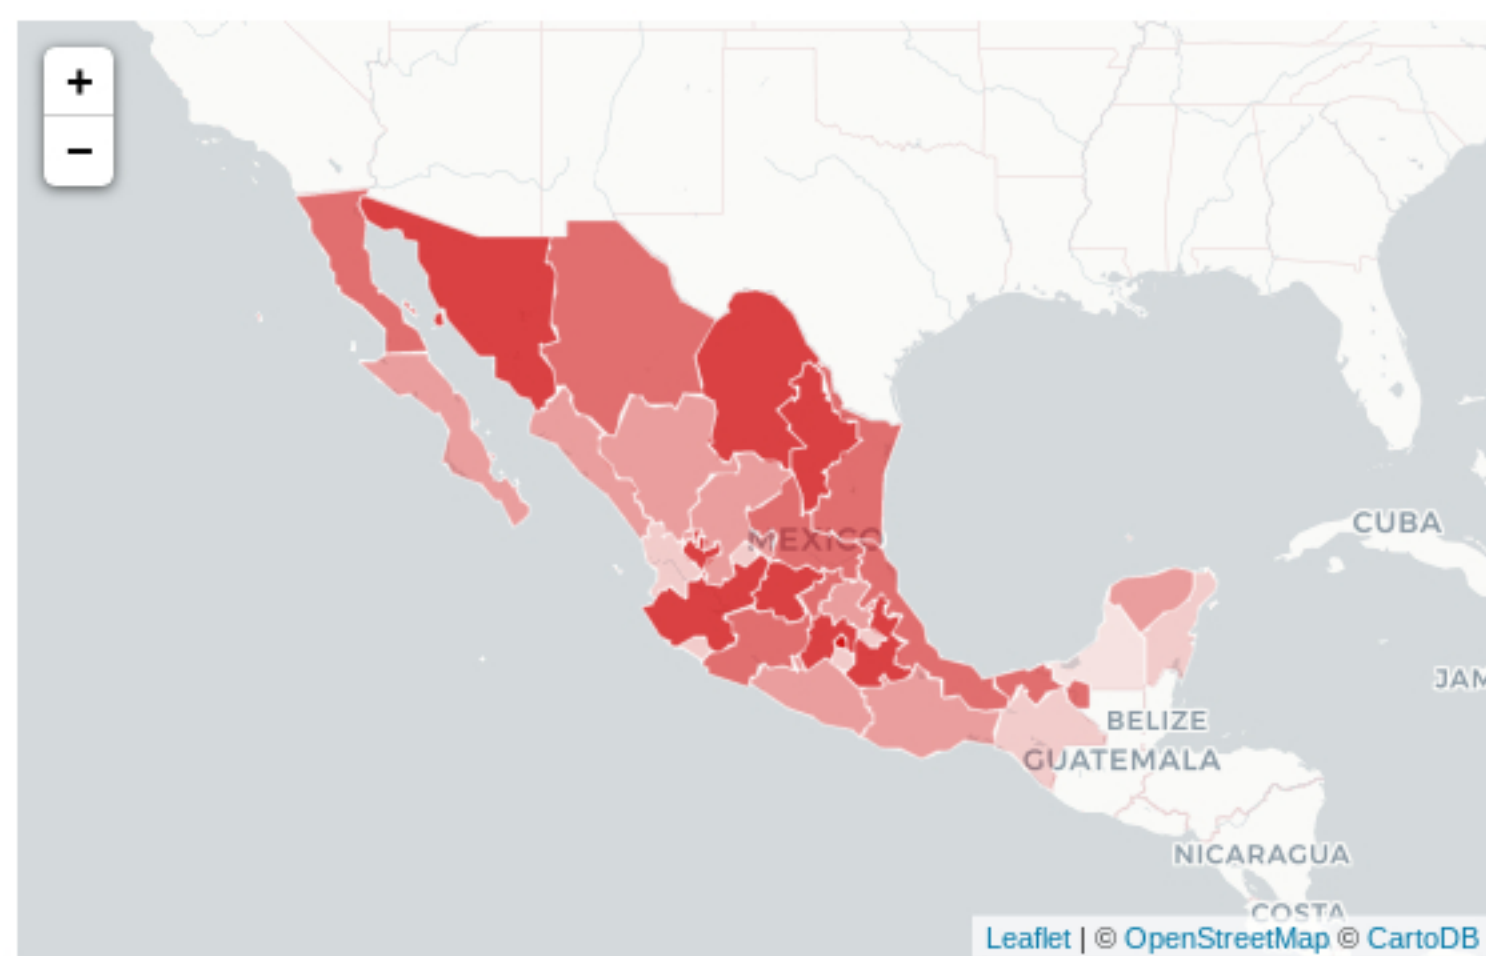 +
−
MEXICO
CUBA
JAM
BELIZE
GUATEMALA
NICARAGUA
COSTA
Leaflet | © OpenStreetMap © CartoDB